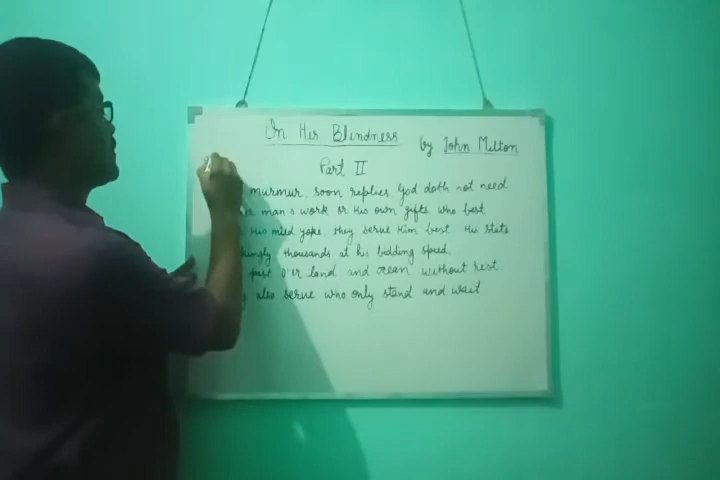 On His Blindness by John Milton
Part II
murmur soon replies God doth not need
man's work or His own gifts who best
His mild yoke they serve Him best. His state
kingly thousands at his bidding speed,
post O'er land and ocean without rest
also serve who only stand and wait